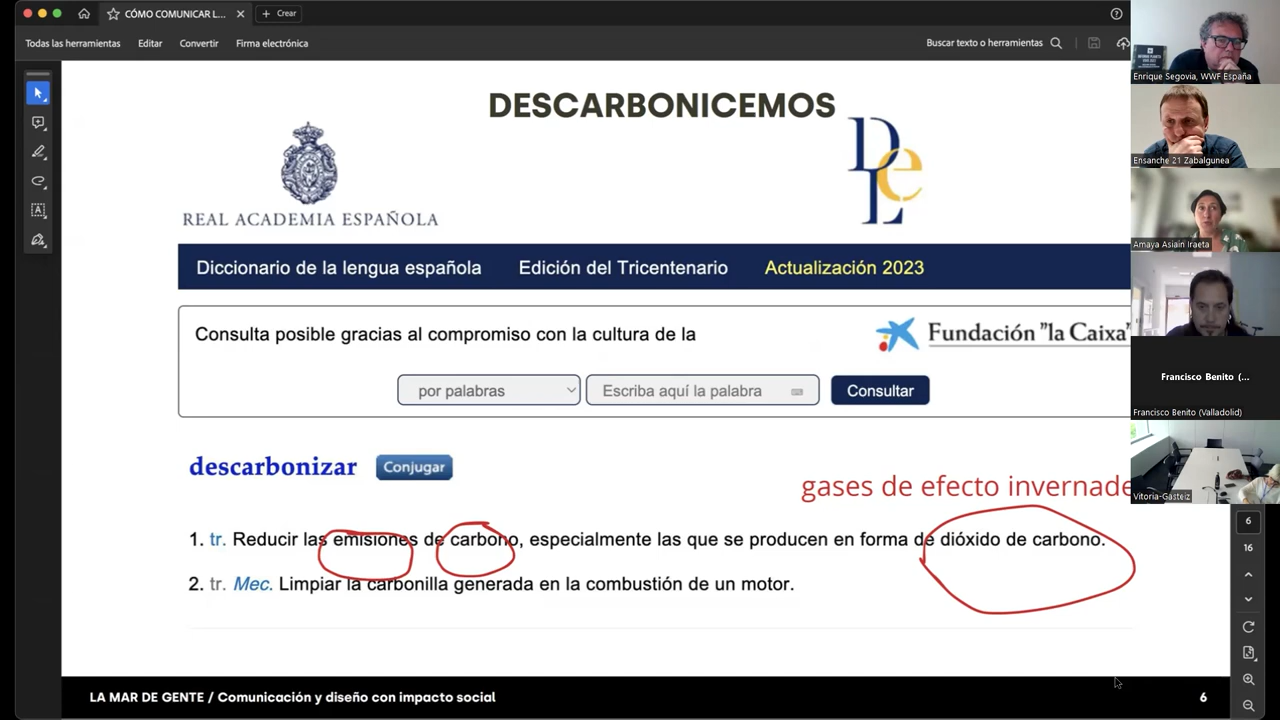 CÓMO COMUNICAR L...
Crear
Todas las herramientas
Editar
Convertir
Firma electrónica
Buscar texto o herramientas
DESCARBONICEMOS
REAL ACADEMIA ESPAÑOLA
DLe
Diccionario de la lengua española
Edición del Tricentenario
Actualización 2023
Consulta posible gracias al compromiso con la cultura de la
Fundación "la Caixa"
por palabras
Escriba aquí la palabra
Consultar
descarbonizar
Conjugar
gases de efecto invernade
1. tr. Reducir las emisiones de carbono, especialmente las que se producen en forma de dióxido de carbono.
2. tr. Mec. Limpiar la carbonilla generada en la combustión de un motor.
LA MAR DE GENTE / Comunicación y diseño con impacto social
6
Enrique Segovia, WWF España
Ensanche 21 Zabalgunea
Amaya Asiain Iraeta
Francisco Benito (...
Francisco Benito (Valladolid)
Vitoria-Gasteiz
6
16